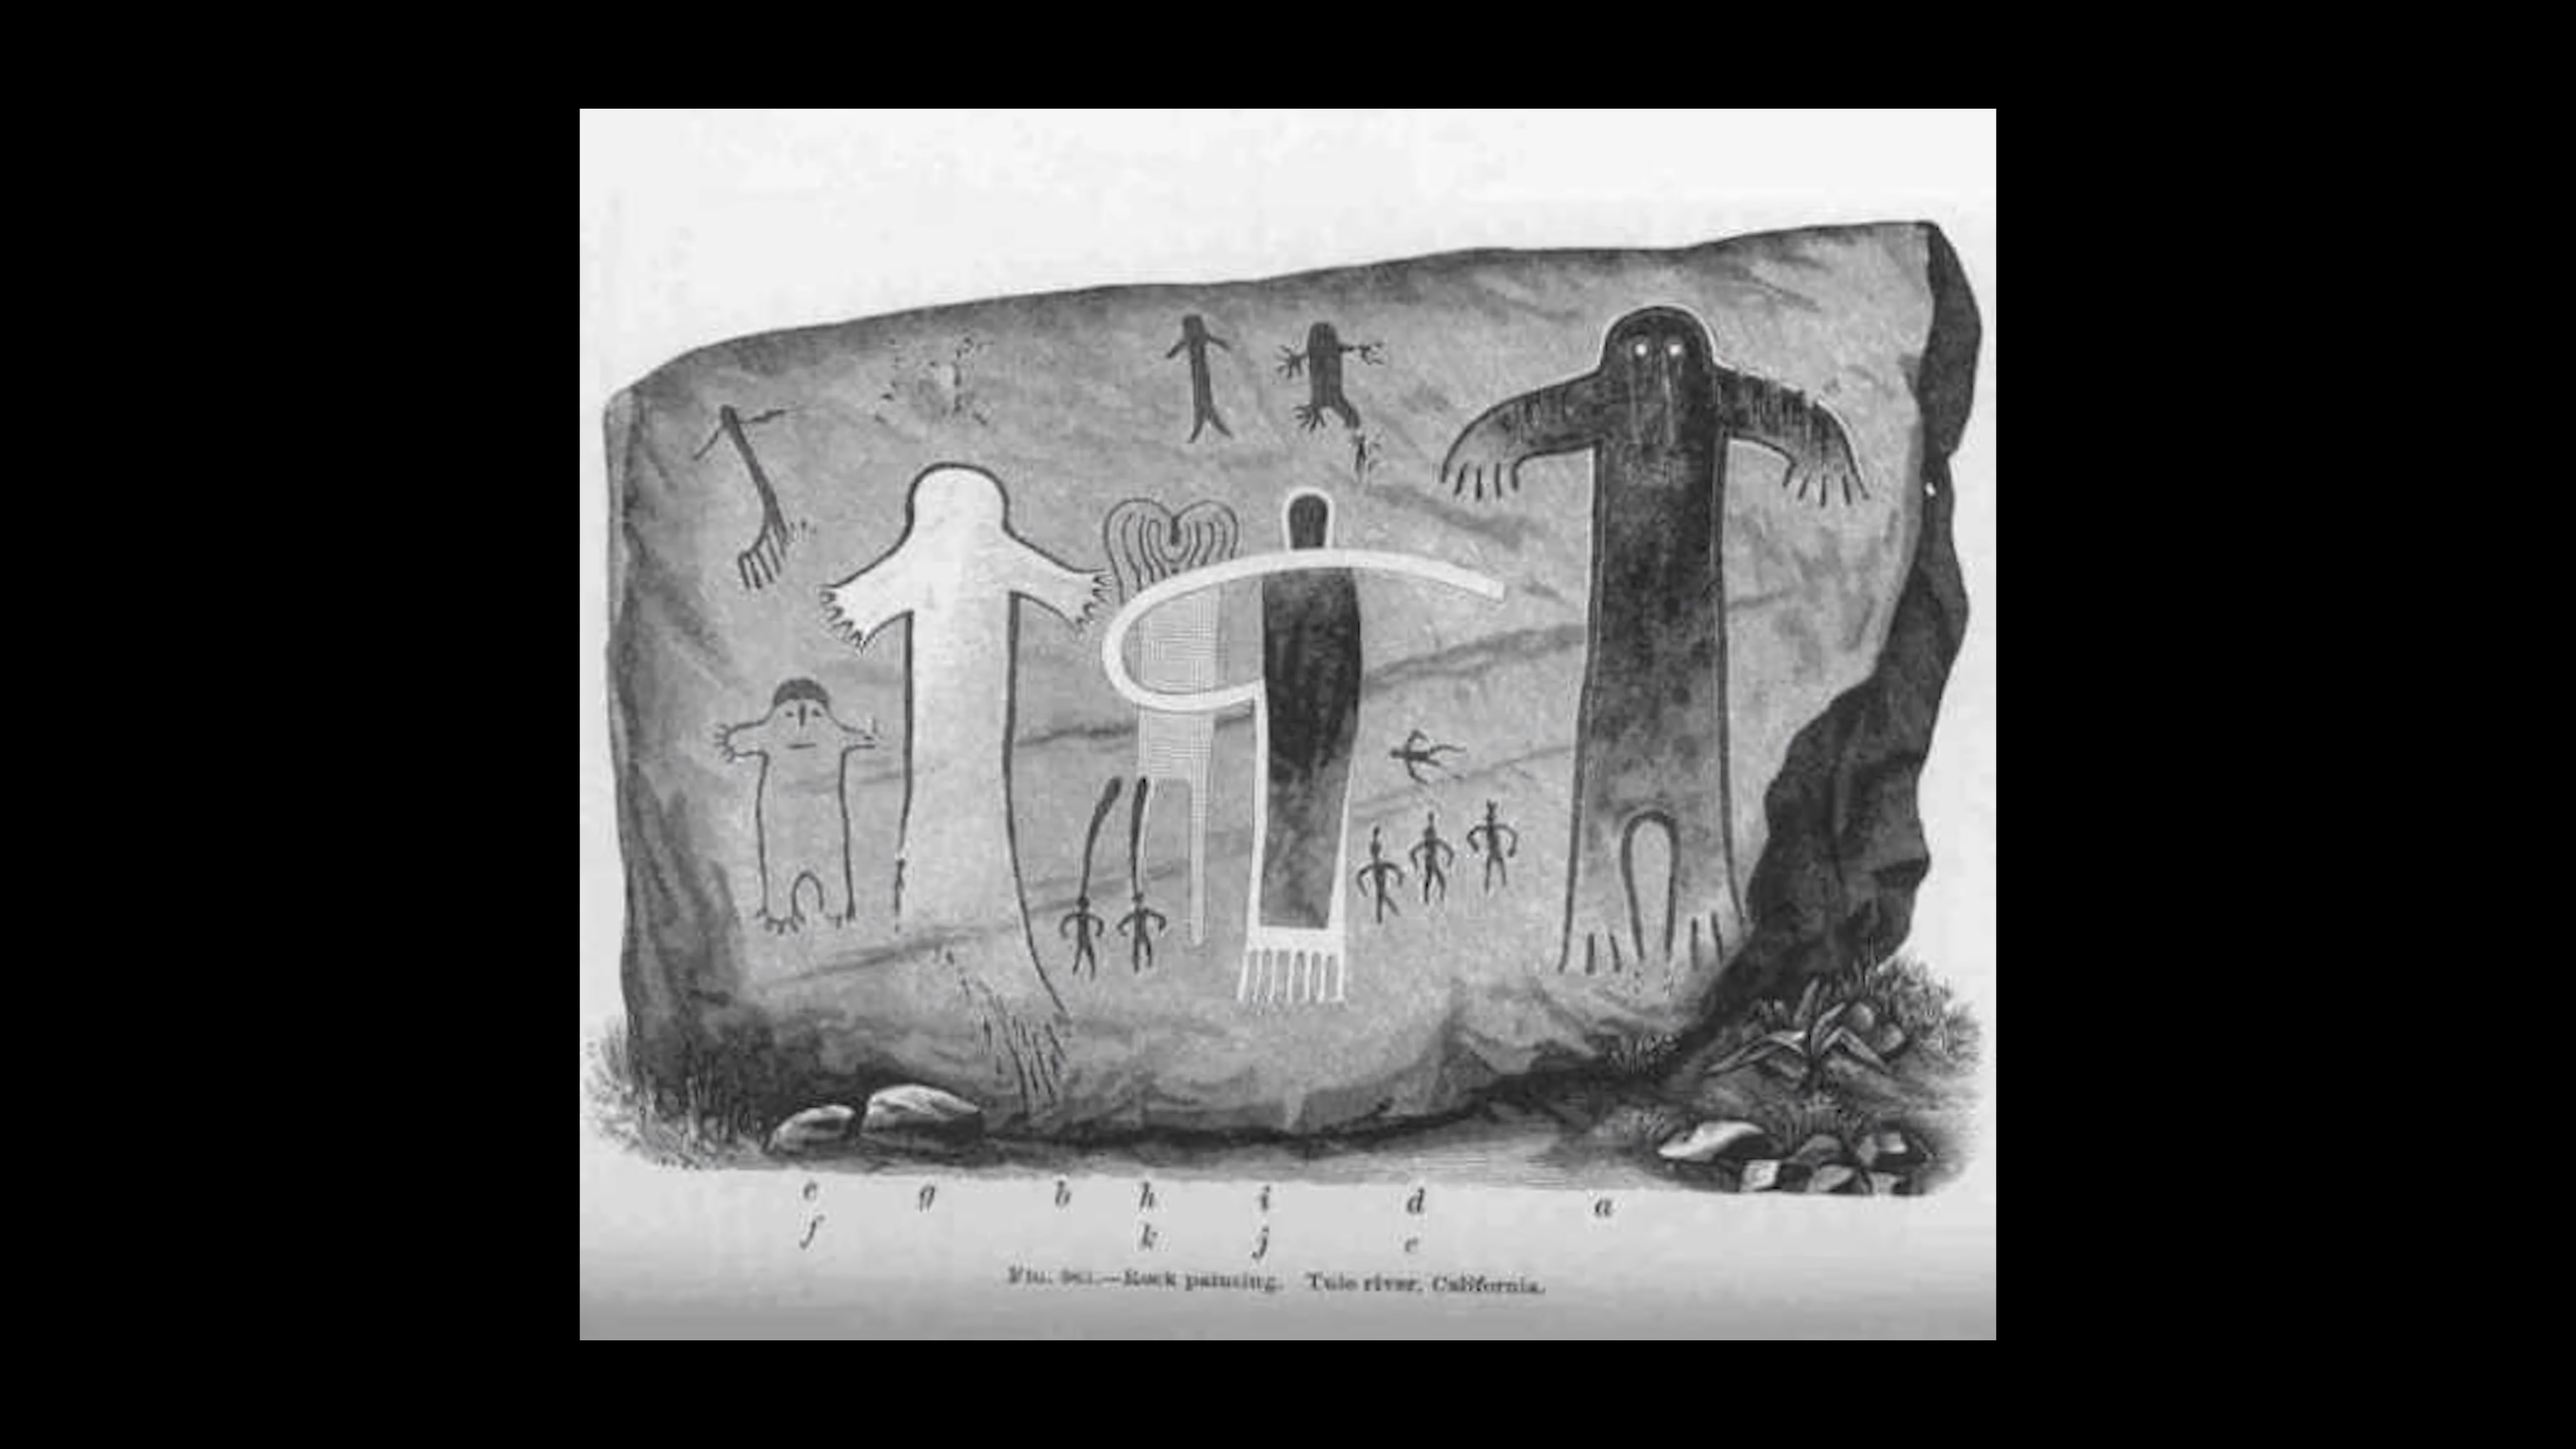 e g b h i d a
f k j c
Fig. —Rock painting. Tule river, California.